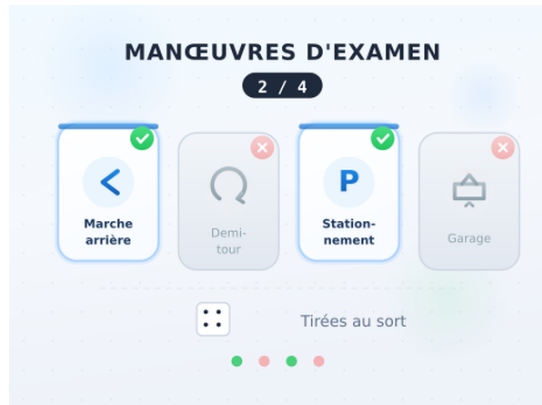 MANŒUVRES D'EXAMEN
2 / 4
Marche
arrière
Demi-
tour
P
Station-
nement
Garage
Tirées au sort